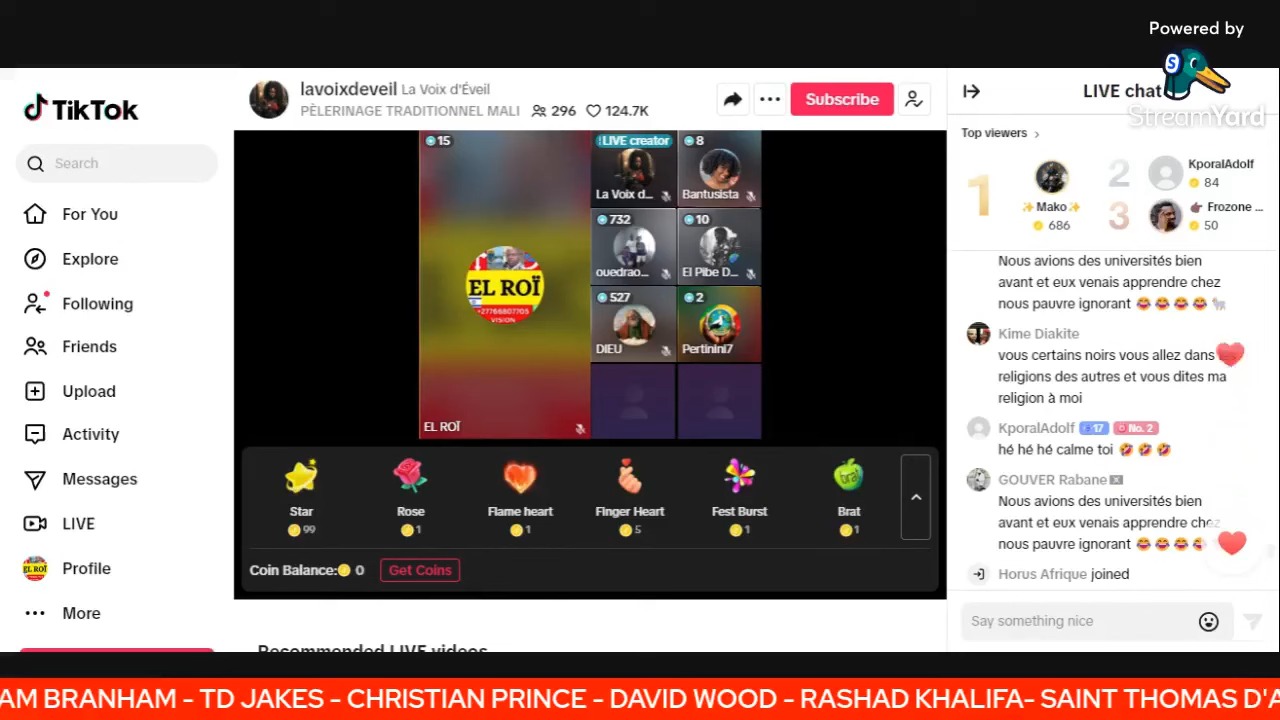 Powered by
StreamYard
TikTok
Search
For You
Explore
Following
Friends
Upload
Activity
Messages
LIVE
Profile
More
lavoixdeveil La Voix d'Éveil
PÈLERINAGE TRADITIONNEL MALI 296 124.7K
Subscribe
15
EL ROÏ
+27766807703
VISION
EL ROÏ
LIVE creator
La Voix d...
8
Bantusista
732
ouedrao...
10
El Pibe D...
527
DIEU
2
Pertinini7
Star
99
Rose
1
Flame heart
1
Finger Heart
5
Fest Burst
1
Brat
1
Coin Balance: 0
Get Coins
Recommended LIVE videos
LIVE chat
Top viewers
1
Mako
686
2
KporalAdolf
84
3
Frozone ...
50
Nous avions des universités bien
avant et eux venais apprendre chez
nous pauvre ignorant 😂😂😂😂🐜
Kime Diakite
vous certains noirs vous allez dans
religions des autres et vous dites ma
religion à moi
KporalAdolf 17 No. 2
hé hé hé calme toi 🤣🤣🤣
GOUVER Rabane
Nous avions des universités bien
avant et eux venais apprendre chez
nous pauvre ignorant 😂😂😂
Horus Afrique joined
Say something nice
AM BRANHAM - TD JAKES - CHRISTIAN PRINCE - DAVID WOOD - RASHAD KHALIFA- SAINT THOMAS D'A